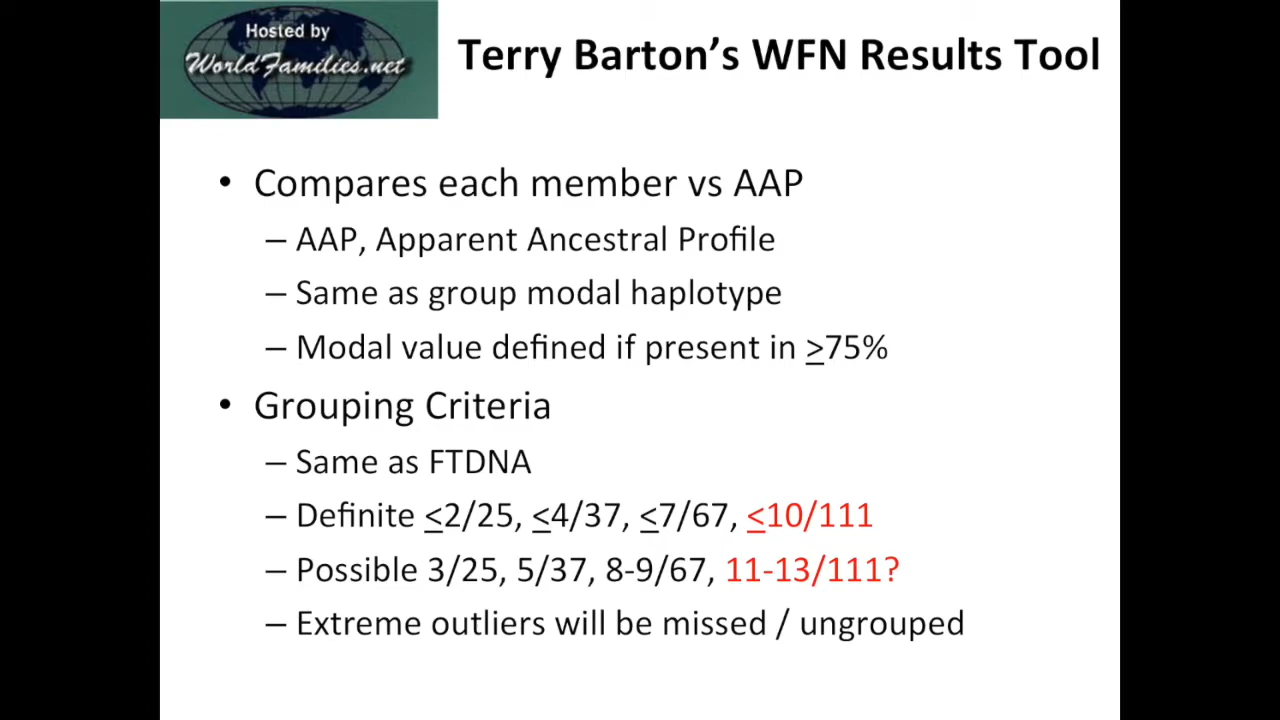 Hosted by
WorldFamilies.net
Terry Barton’s WFN Results Tool
• Compares each member vs AAP
– AAP, Apparent Ancestral Profile
– Same as group modal haplotype
– Modal value defined if present in ≥75%
• Grouping Criteria
– Same as FTDNA
– Definite ≤2/25, ≤4/37, ≤7/67, ≤10/111
– Possible 3/25, 5/37, 8-9/67, 11-13/111?
– Extreme outliers will be missed / ungrouped